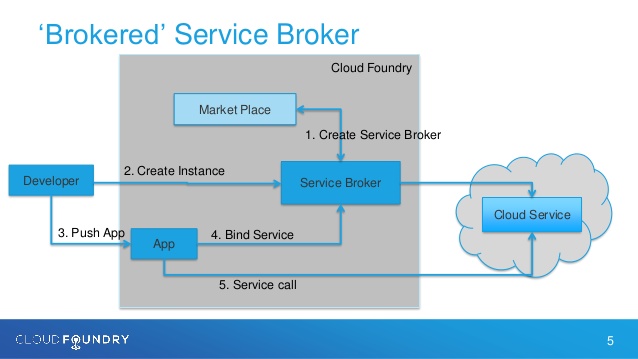 ‘Brokered’ Service Broker
Cloud Foundry
Market Place
1. Create Service Broker
2. Create Instance
Developer
Service Broker
Cloud Service
3. Push App
4. Bind Service
App
5. Service call
CLOUD FOUNDRY
5